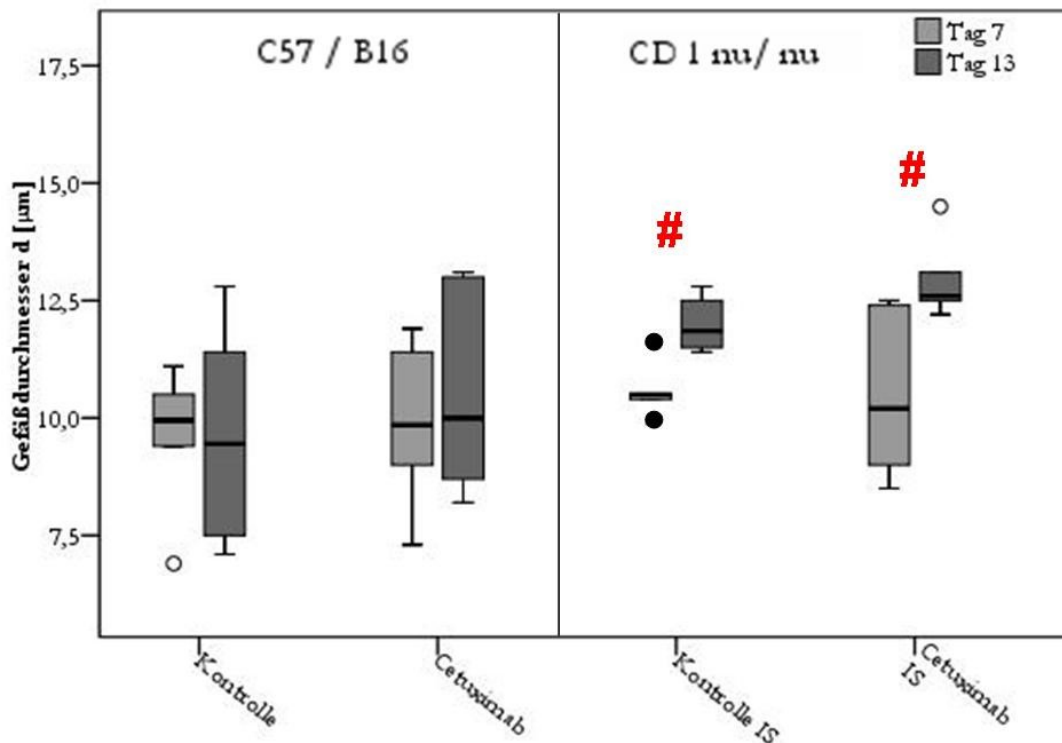 C57 / B16
CD 1 nu/ nu
Tag 7
Tag 13
17,5
15,0
12,5
10,0
7,5
Gefäßdurchmesser d [µm]
#
#
Kontrolle
Cetuximab
Kontrolle IS
Cetuximab
IS